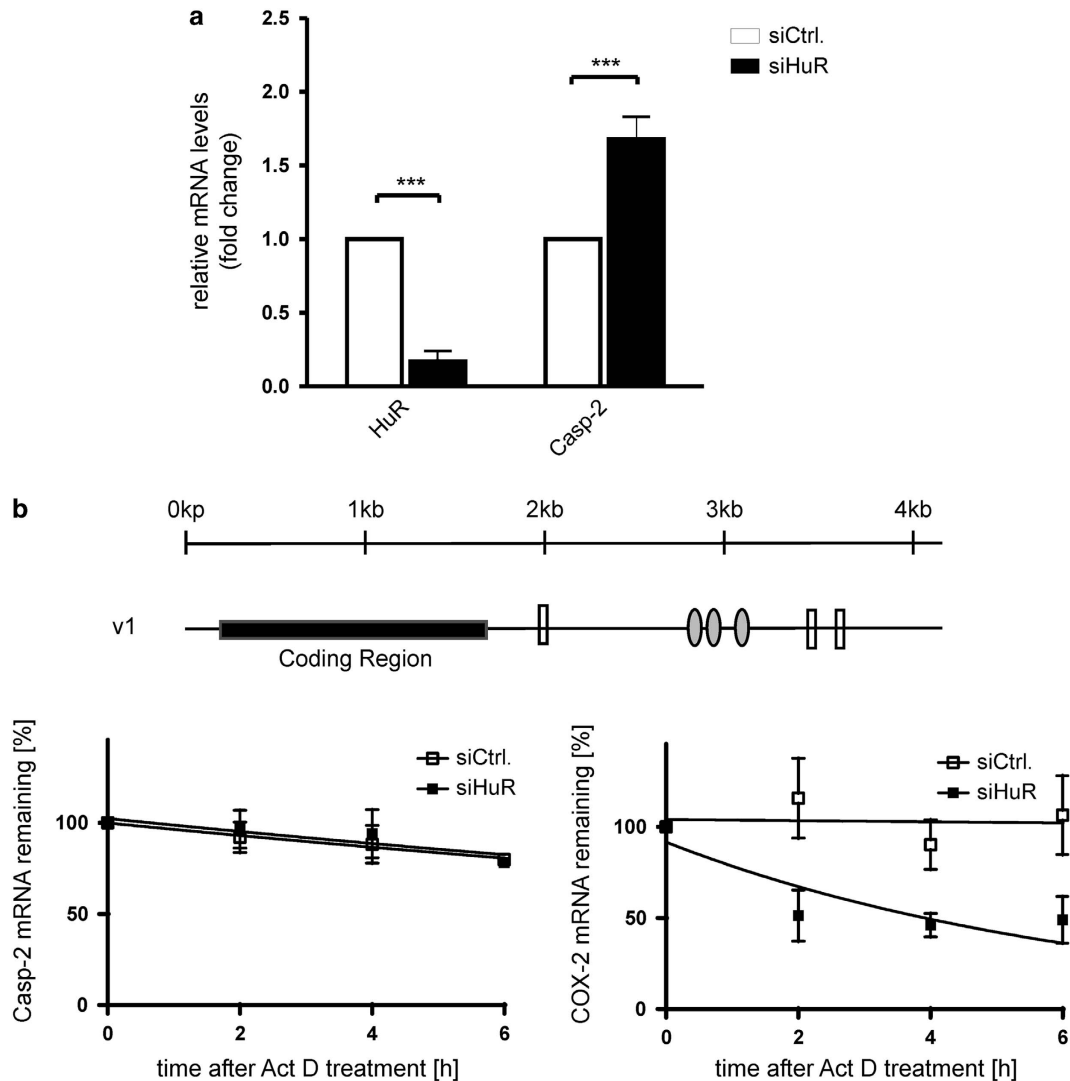 a
siCtrl.
siHuR
relative mRNA levels
(fold change)
2.5
2.0
1.5
1.0
0.5
0.0
***
***
HuR
Casp-2
b
0kp
1kb
2kb
3kb
4kb
v1
Coding Region
Casp-2 mRNA remaining [%]
100
50
0
siCtrl.
siHuR
0
2
4
6
time after Act D treatment [h]
COX-2 mRNA remaining [%]
100
50
0
siCtrl.
siHuR
0
2
4
6
time after Act D treatment [h]